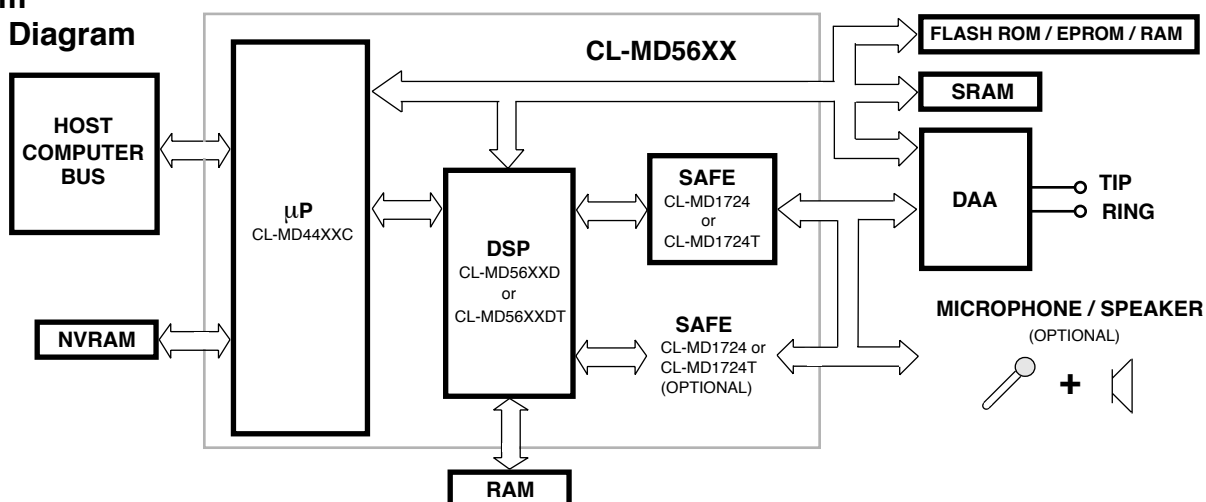 Diagram
CL-MD56XX
FLASH ROM / EPROM / RAM
SRAM
HOST
COMPUTER
BUS
µP
CL-MD44XXC
NVRAM
DSP
CL-MD56XXD
or
CL-MD56XXDT
SAFE
CL-MD1724
or
CL-MD1724T
SAFE
CL-MD1724 or
CL-MD1724T
(OPTIONAL)
DAA
TIP
RING
MICROPHONE / SPEAKER
(OPTIONAL)
+
RAM